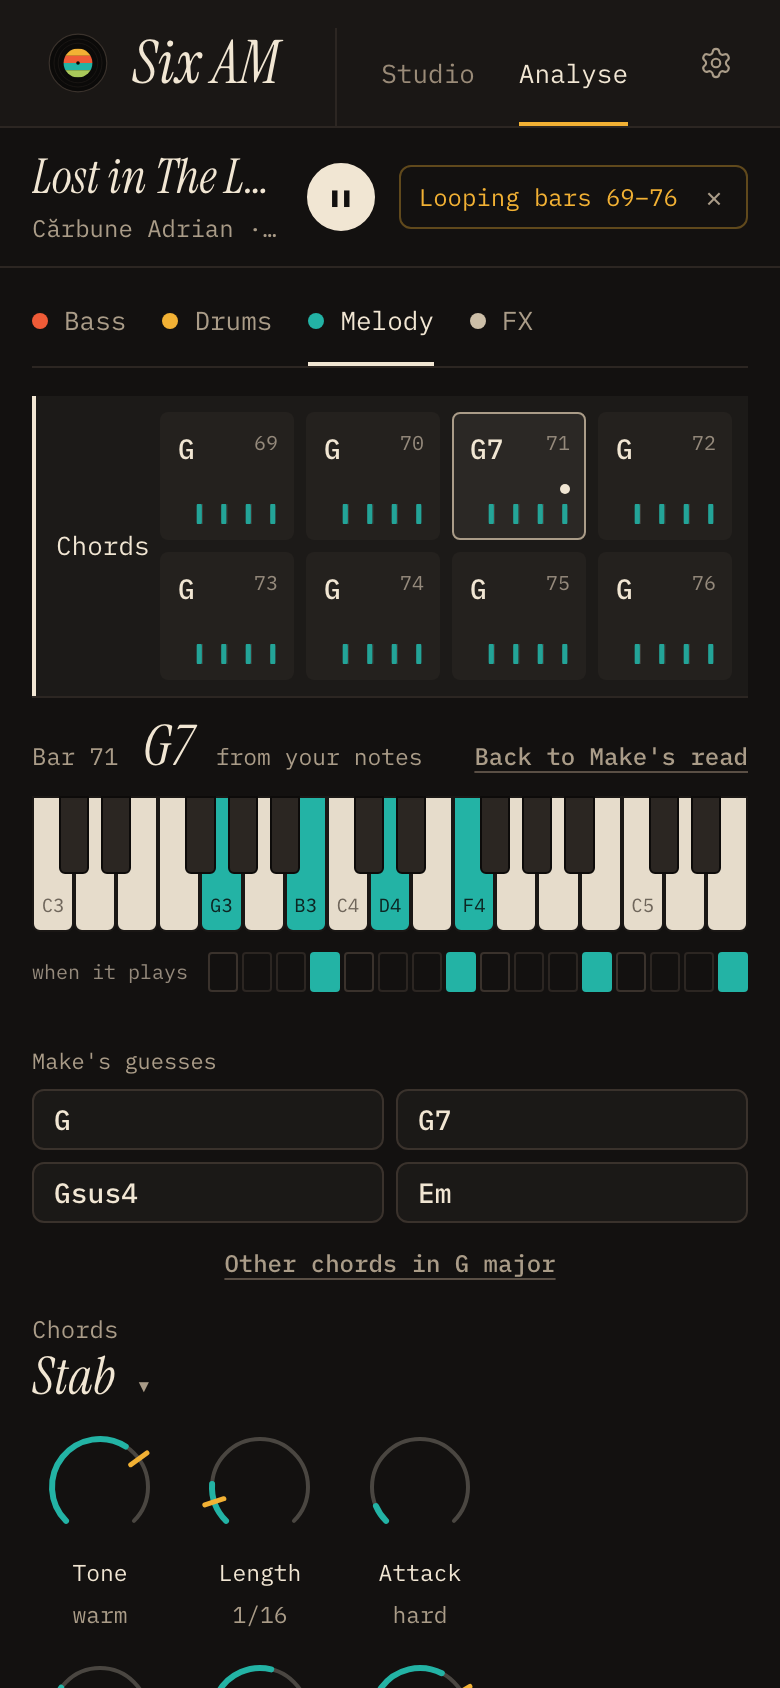 Six AM
Studio
Analyse
Lost in The L...
Cărbune Adrian ·…
Looping bars 69–76 ×
Bass
Drums
Melody
FX
Chords
G 69
G 70
G7 71
G 72
G 73
G 74
G 75
G 76
Bar 71 G7 from your notes
Back to Make's read
C3 G3 B3 C4 D4 F4 C5
when it plays
Make's guesses
G
G7
Gsus4
Em
Other chords in G major
Chords
Stab ▾
Tone
Length
Attack
warm
1/16
hard